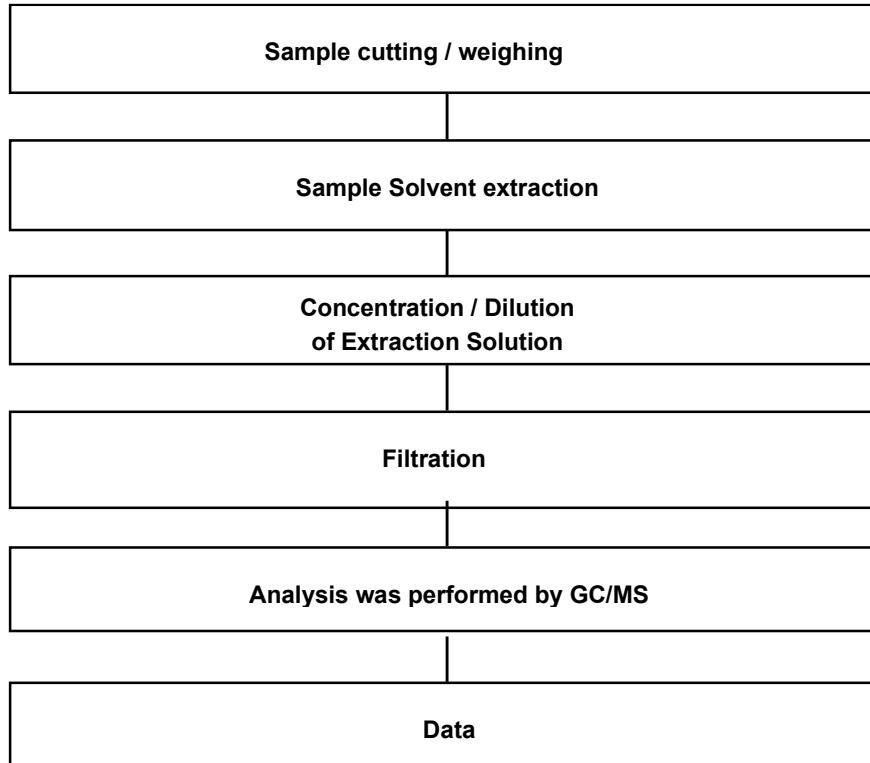 Sample cutting / weighing
Sample Solvent extraction
Concentration / Dilution
of Extraction Solution
Filtration
Analysis was performed by GC/MS
Data